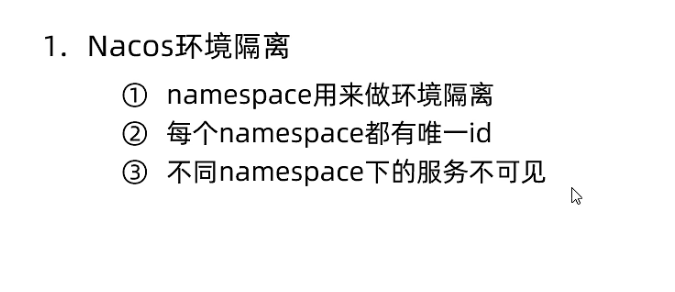 1. Nacos环境隔离
① namespace用来做环境隔离
② 每个namespace都有唯一id
③ 不同namespace下的服务不可见